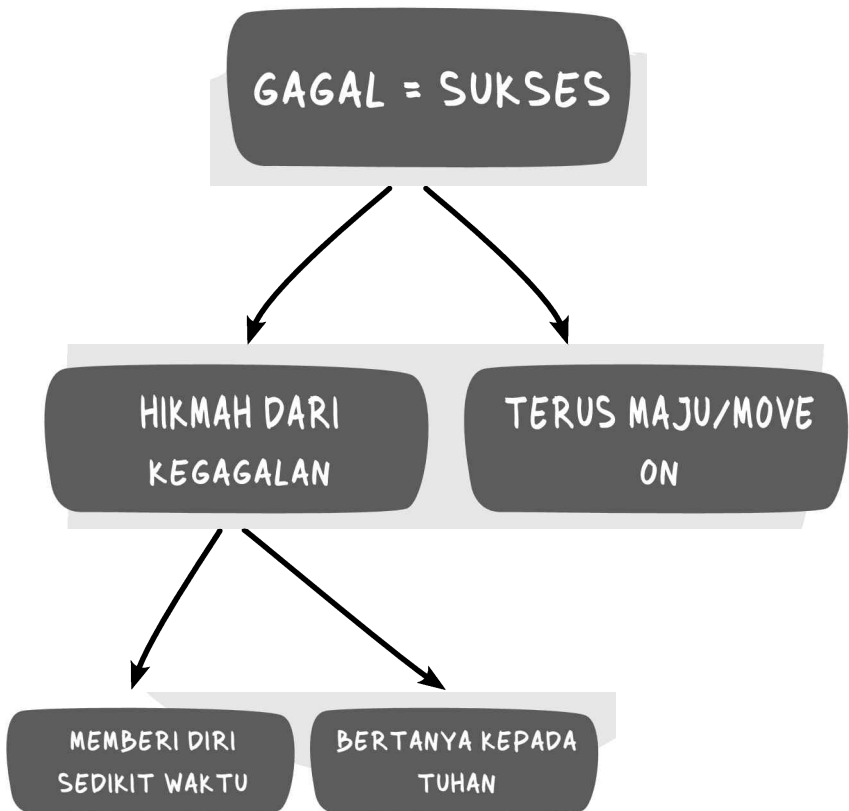 GAGAL = SUKSES
HIKMAH DARI
KEGAGALAN
TERUS MAJU/MOVE
ON
MEMBERI DIRI
SEDIKIT WAKTU
BERTANYA KEPADA
TUHAN